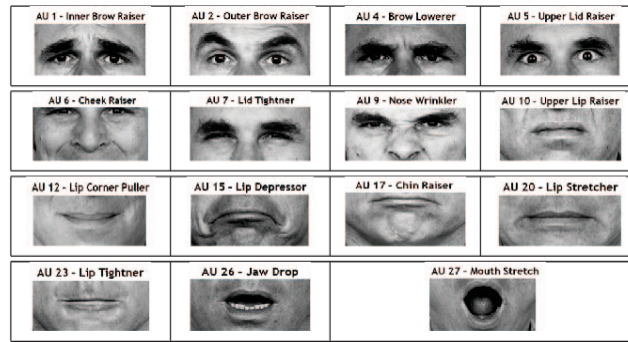 AU 1 - Inner Brow Raiser
AU 2 - Outer Brow Raiser
AU 4 - Brow Lowerer
AU 5 - Upper Lid Raiser
AU 6 - Cheek Raiser
AU 7 - Lid Tightner
AU 9 - Nose Wrinkler
AU 10 - Upper Lip Raiser
AU 12 - Lip Corner Puller
AU 15 - Lip Depressor
AU 17 - Chin Raiser
AU 20 - Lip Stretcher
AU 23 - Lip Tightner
AU 26 - Jaw Drop
AU 27 - Mouth Stretch